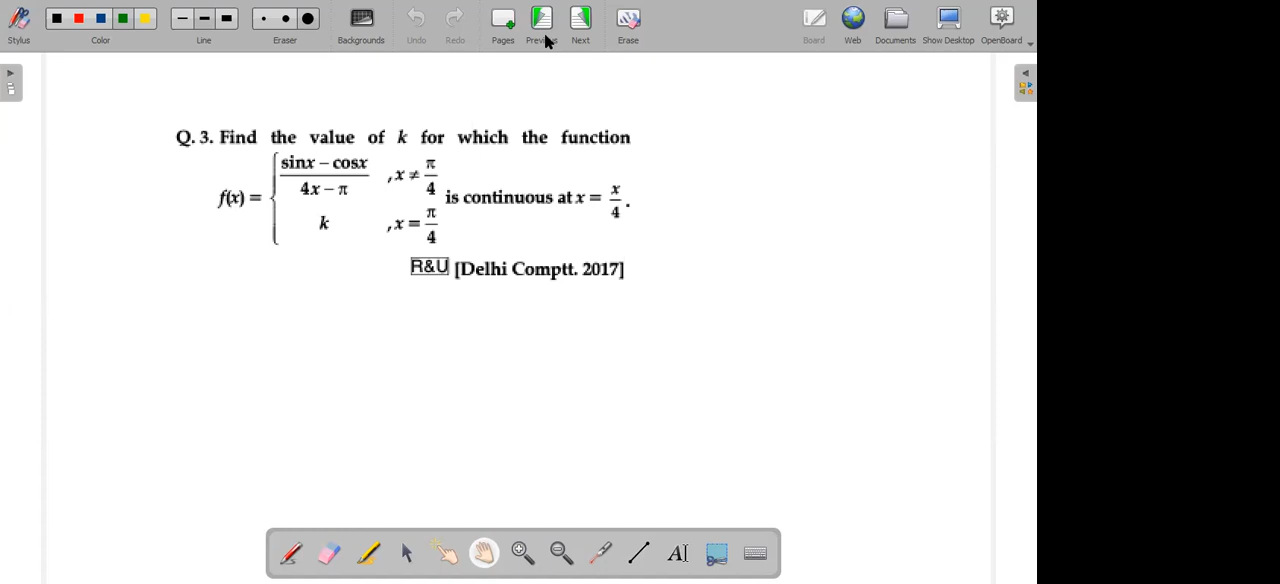 Stylus Color Line Eraser Backgrounds Undo Redo Pages Previous Next Erase Board Web Documents Show Desktop OpenBoard
Q. 3. Find the value of k for which the function
f(x) = { (sinx − cosx)/(4x − π) , x ≠ π/4
k , x = π/4 is continuous at x = x/4 .
R&U [Delhi Comptt. 2017]